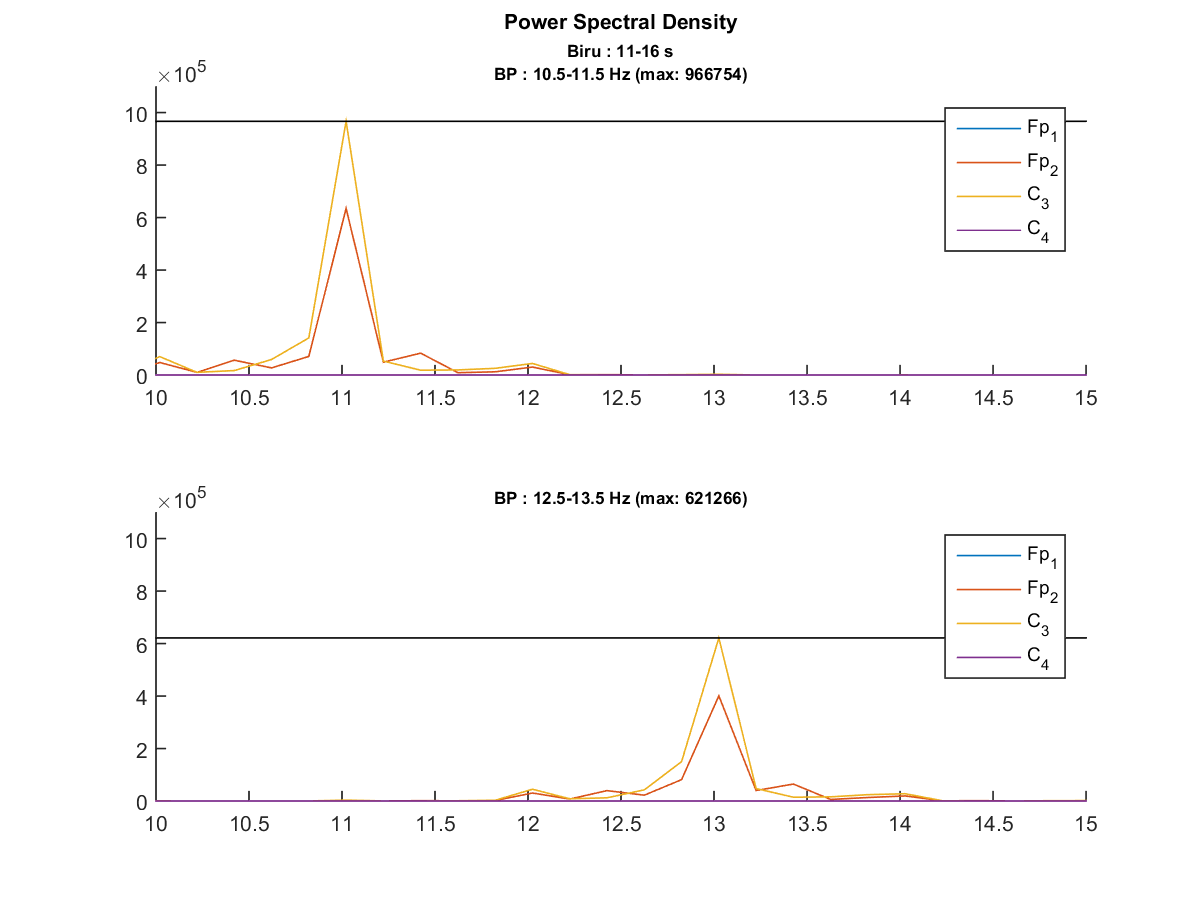 Power Spectral Density
Biru : 11-16 s
BP : 10.5-11.5 Hz (max: 966754)
×10^5
10
8
6
4
2
0
10 10.5 11 11.5 12 12.5 13 13.5 14 14.5 15
Fp_1
Fp_2
C_3
C_4
BP : 12.5-13.5 Hz (max: 621266)
×10^5
10
8
6
4
2
0
10 10.5 11 11.5 12 12.5 13 13.5 14 14.5 15
Fp_1
Fp_2
C_3
C_4